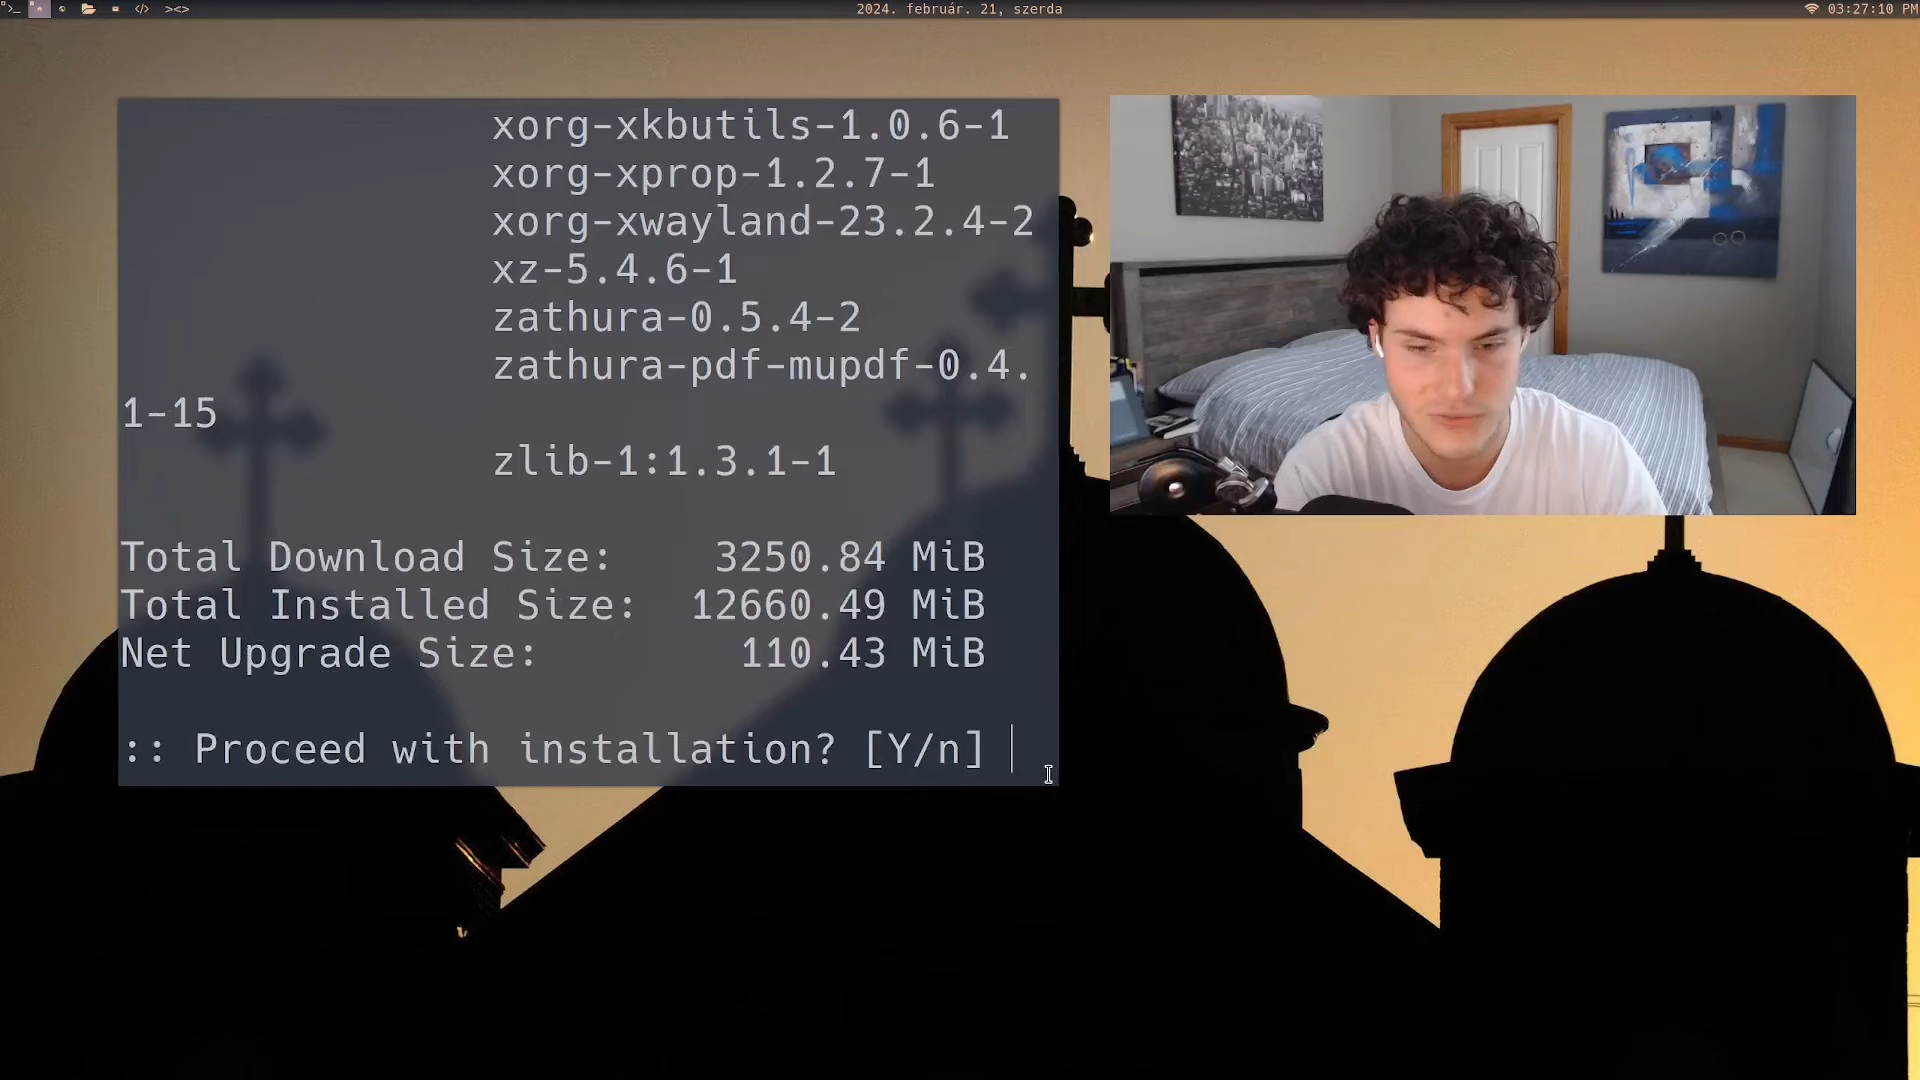 2024. február. 21, szerda
03:27:10 PM
xorg-xkbutils-1.0.6-1
xorg-xprop-1.2.7-1
xorg-xwayland-23.2.4-2
xz-5.4.6-1
zathura-0.5.4-2
zathura-pdf-mupdf-0.4.
1-15
zlib-1:1.3.1-1
Total Download Size: 3250.84 MiB
Total Installed Size: 12660.49 MiB
Net Upgrade Size: 110.43 MiB
:: Proceed with installation? [Y/n]